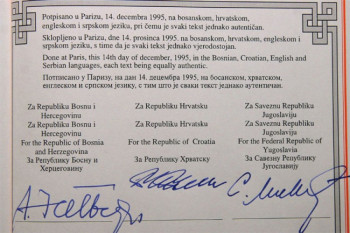 Potpisano u Parizu, 14. decembra 1995, na bosanskom, hrvatskom,
engleskom i srpskom jeziku, pri čemu je svaki tekst jednako autentičan.
Sklopljeno u Parizu, dne 14. prosinca 1995, na hrvatskom, engleskom i
srpskom jeziku, s time da je svaki tekst jednako vjerodostojan.
Done at Paris, this 14th day of december, 1995, in the Bosnian, Croatian, English and
Serbian languages, each text being equally authentic.
Потписано у Паризу, на дан 14. децембра 1995, на босанском, хрватском,
енглеском и српском језику, с тим што је сваки текст једнако аутентичан.
Za Republiku Bosnu i
Hercegovinu
Za Republiku Bosnu i
Hercegovinu
For the Republic of Bosnia
and Herzegovina
За Републику Босну и
Херцеговину
Za Republiku Hrvatsku
Za Republiku Hrvatsku
For the Republic of Croatia
За Републику Хрватску
Za Saveznu Republiku
Jugoslaviju
Za Saveznu Republiku
Jugoslaviju
For the Federal Republic of
Yugoslavia
За Савезну Републику
Југославију